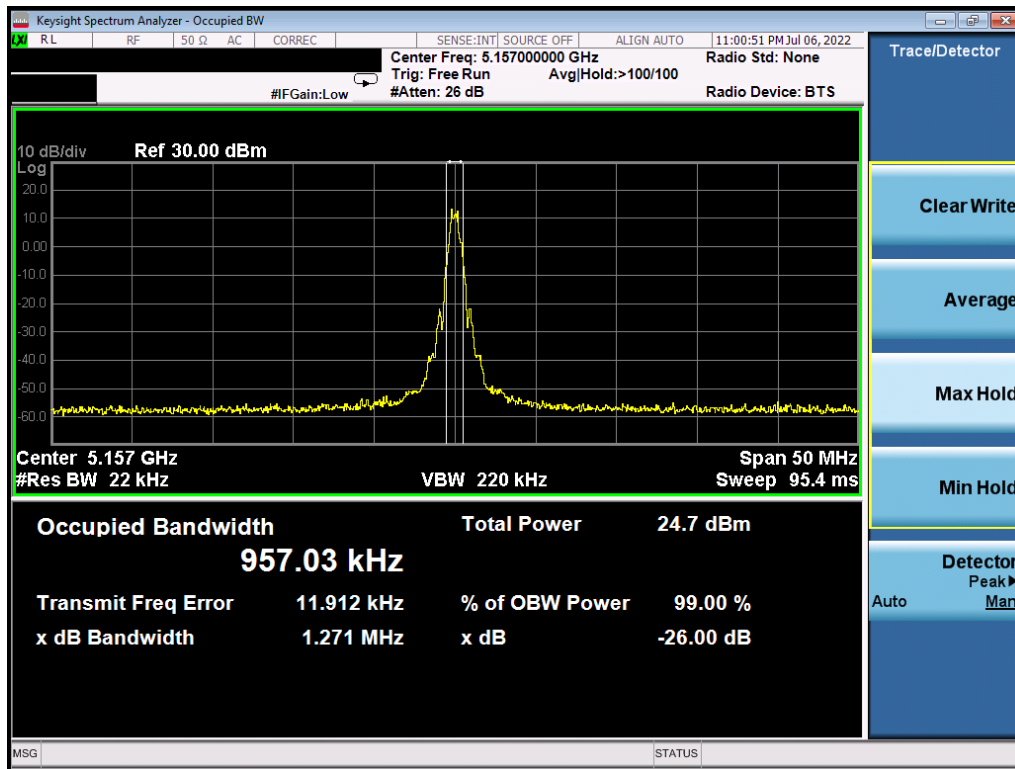 Keysight Spectrum Analyzer - Occupied BW
LXI RL RF 50 Ω AC CORREC SENSE:INT SOURCE OFF ALIGN AUTO 11:00:51 PM Jul 06, 2022
Center Freq: 5.157000000 GHz Radio Std: None
Trig: Free Run Avg|Hold:>100/100
#IFGain:Low #Atten: 26 dB Radio Device: BTS
10 dB/div Ref 30.00 dBm
Log
20.0
10.0
0.00
-10.0
-20.0
-30.0
-40.0
-50.0
-60.0
Center 5.157 GHz Span 50 MHz
#Res BW 22 kHz VBW 220 kHz Sweep 95.4 ms
Occupied Bandwidth Total Power 24.7 dBm
957.03 kHz
Transmit Freq Error 11.912 kHz % of OBW Power 99.00 %
x dB Bandwidth 1.271 MHz x dB -26.00 dB
MSG STATUS
Trace/Detector
Clear Write
Average
Max Hold
Min Hold
Detector
Peak▶
Auto Man